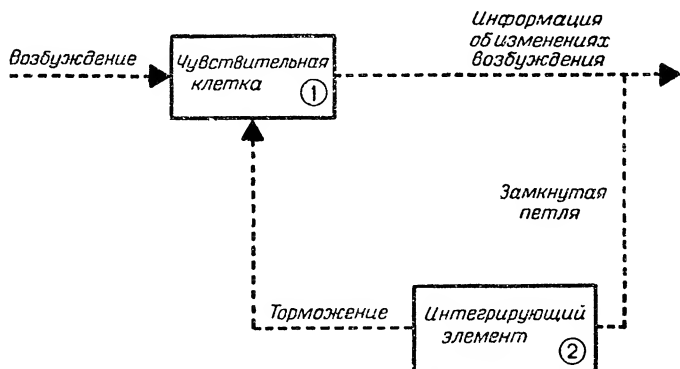 Возбуждение
Чувствительная
клетка
1
Информация
об изменениях
возбуждения
Замкнутая
петля
Торможение
Интегрирующий
элемент
2